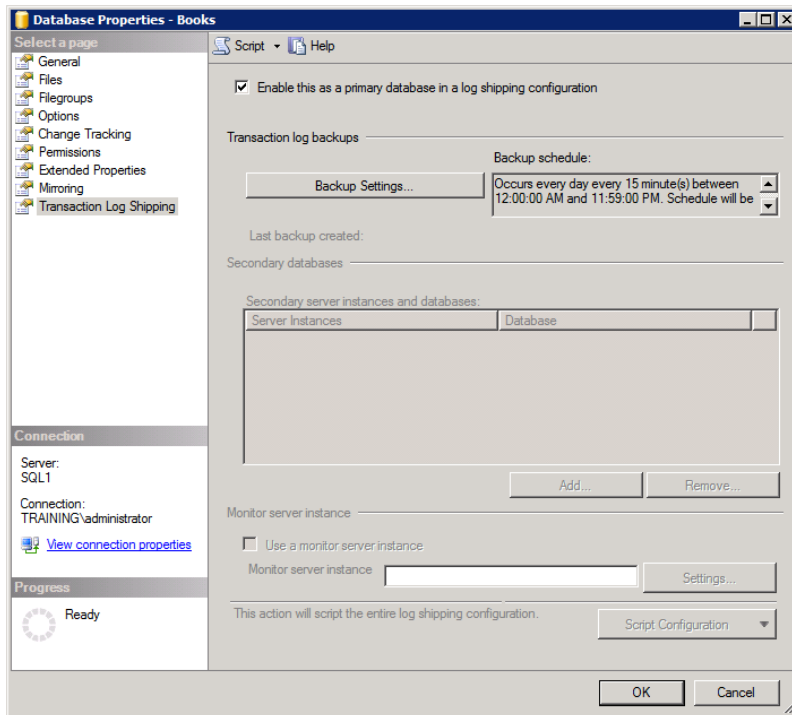 Database Properties - Books
Select a page
General
Files
Filegroups
Options
Change Tracking
Permissions
Extended Properties
Mirroring
Transaction Log Shipping
Connection
Server:
SQL1
Connection:
TRAINING\administrator
View connection properties
Progress
Ready
Script Help
Enable this as a primary database in a log shipping configuration
Transaction log backups
Backup schedule:
Backup Settings...
Occurs every day every 15 minute(s) between
12:00:00 AM and 11:59:00 PM. Schedule will be
Last backup created:
Secondary databases
Secondary server instances and databases:
Server Instances Database
Add... Remove...
Monitor server instance
Use a monitor server instance
Monitor server instance
Settings...
This action will script the entire log shipping configuration.
Script Configuration
OK Cancel